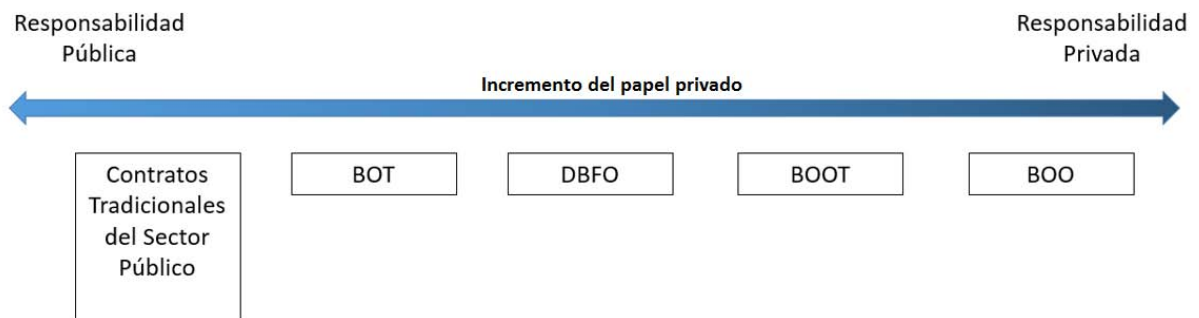 Responsabilidad
Pública
Responsabilidad
Privada
Incremento del papel privado
Contratos
Tradicionales
del Sector
Público
BOT
DBFO
BOOT
BOO